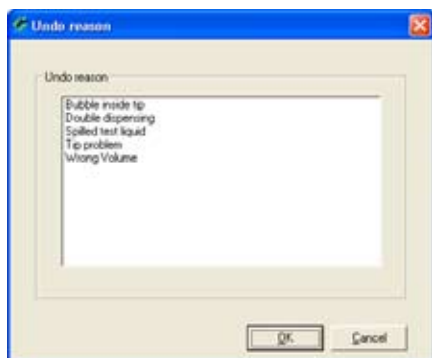 Undo reason
Undo reason
Bubble inside tip
Double dispensing
Spilled test liquid
Tip problem
Wrong Volume
OK
Cancel